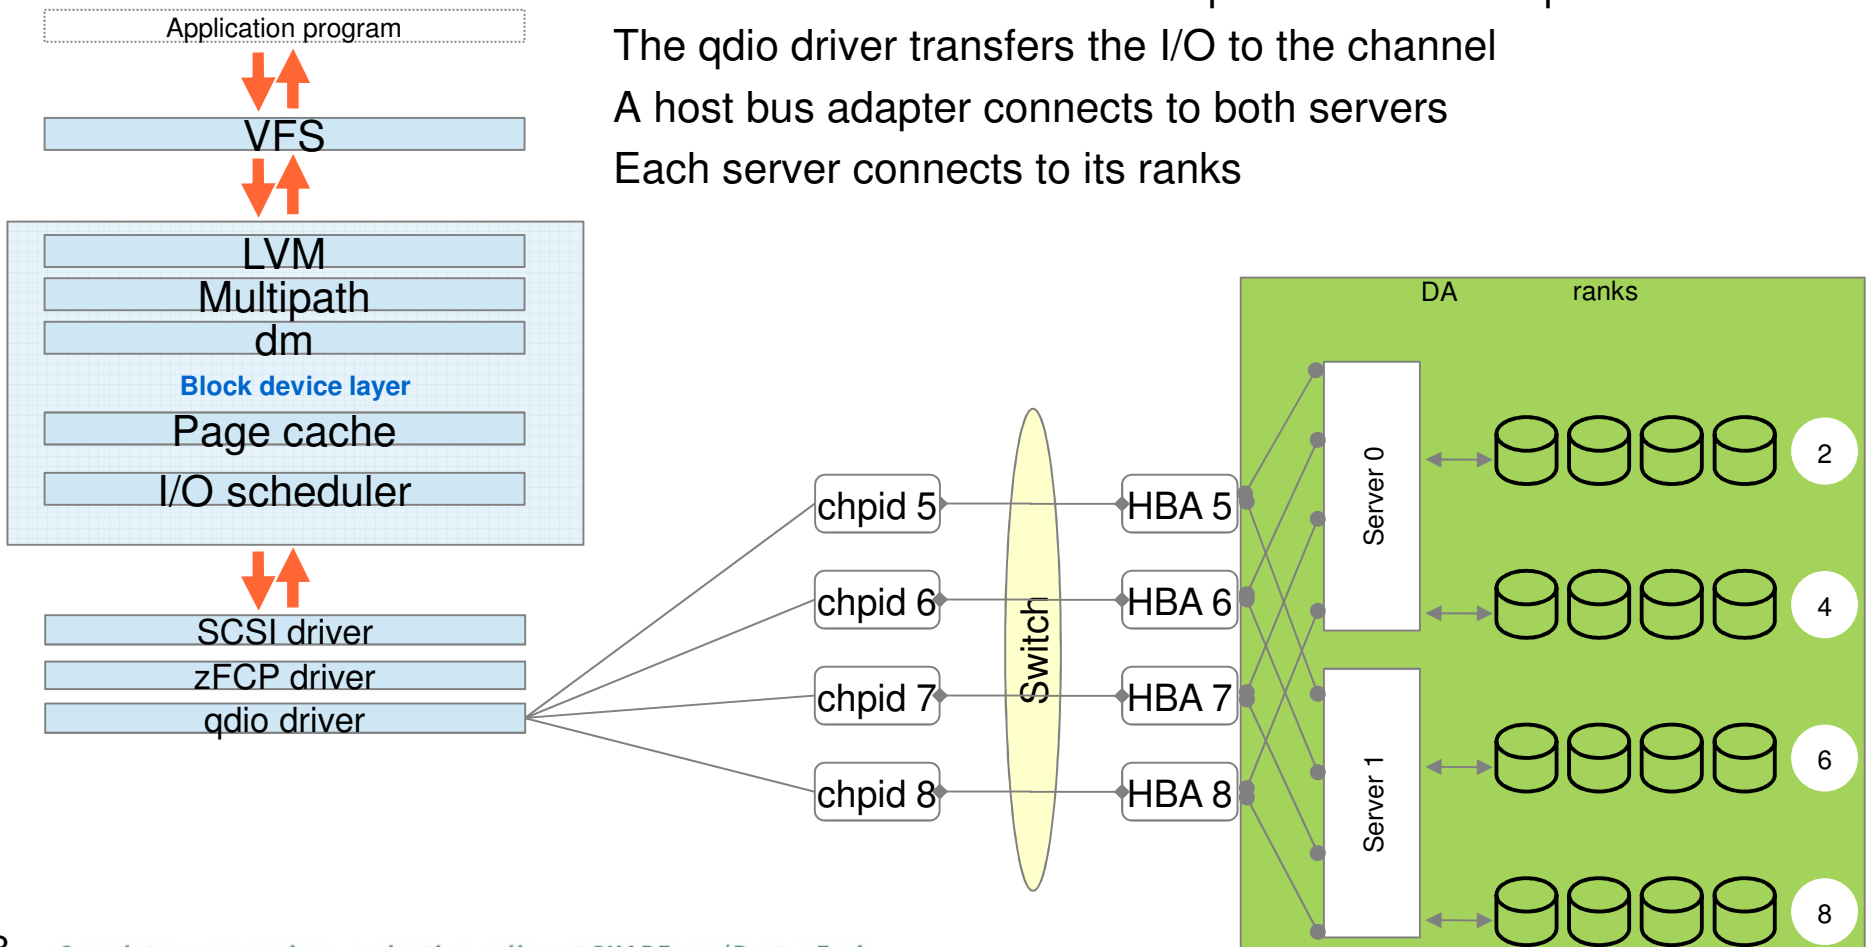 Application program
VFS
LVM
Multipath
dm
Block device layer
Page cache
I/O scheduler
SCSI driver
zFCP driver
qdio driver
The qdio driver transfers the I/O to the channel
A host bus adapter connects to both servers
Each server connects to its ranks
chpid 5
chpid 6
chpid 7
chpid 8
Switch
HBA 5
HBA 6
HBA 7
HBA 8
DA
ranks
Server 0
Server 1
2
4
6
8